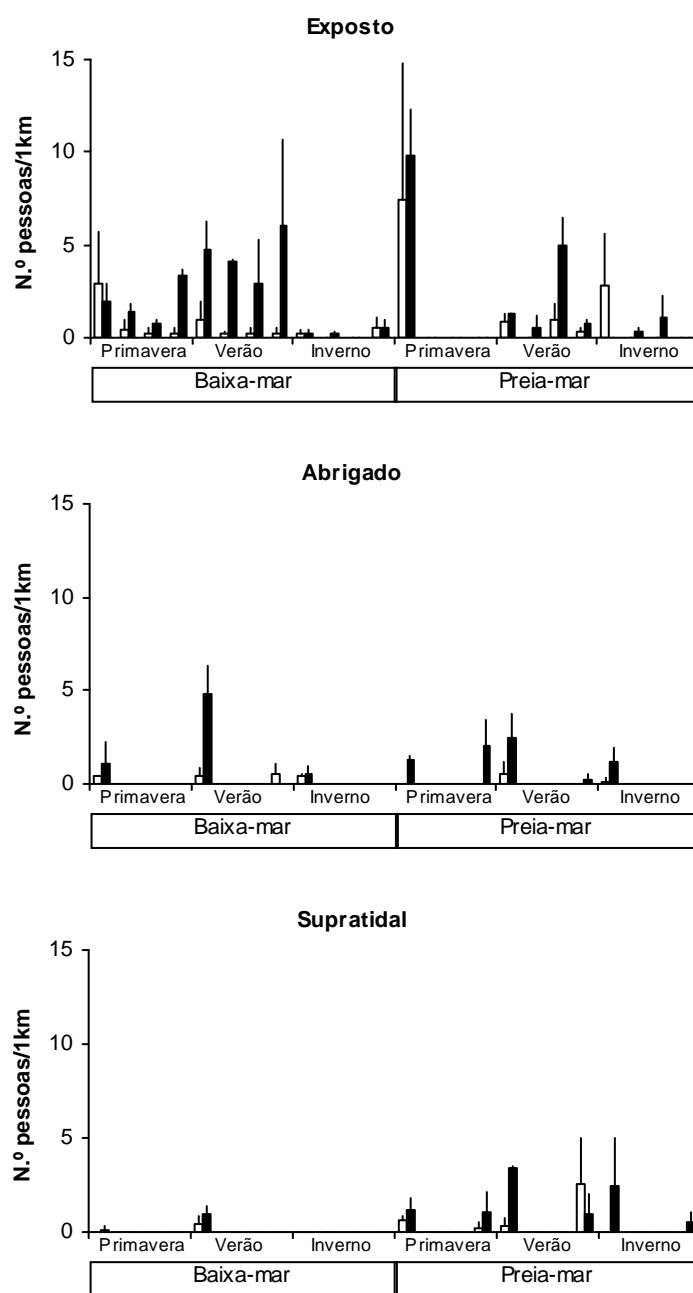 Exposto
15
10
5
0
N.º pessoas/1km
Primavera Verão Inverno Primavera Verão Inverno
Baixa-mar Preia-mar
Abrigado
15
10
5
0
N.º pessoas/1km
Primavera Verão Inverno Primavera Verão Inverno
Baixa-mar Preia-mar
Supratidal
15
10
5
0
N.º pessoas/1km
Primavera Verão Inverno Primavera Verão Inverno
Baixa-mar Preia-mar